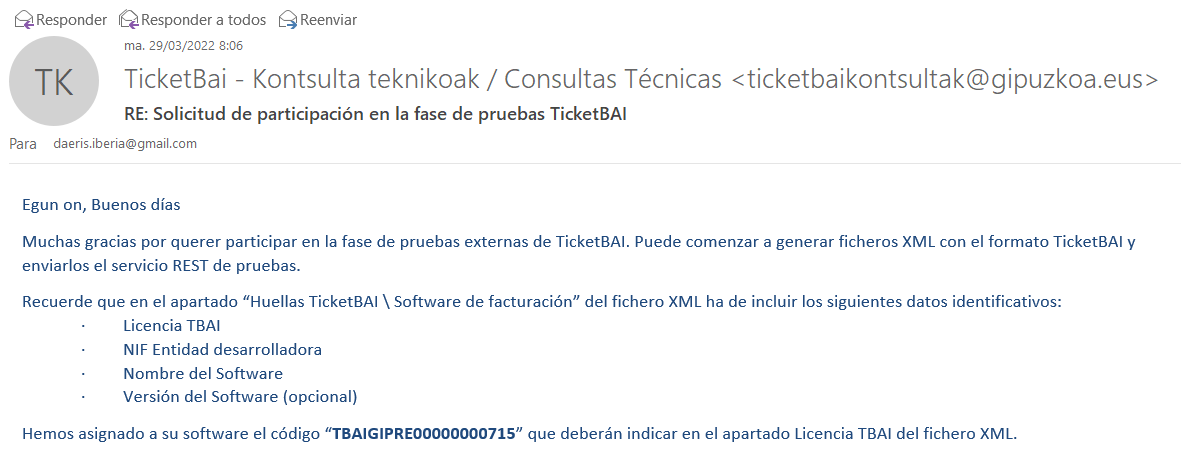 Responder Responder a todos Reenviar
ma. 29/03/2022 8:06
TK
TicketBai - Kontsulta teknikoak / Consultas Técnicas <ticketbaikontsultak@gipuzkoa.eus>
RE: Solicitud de participación en la fase de pruebas TicketBAI
Para daeris.iberia@gmail.com
Egun on, Buenos días
Muchas gracias por querer participar en la fase de pruebas externas de TicketBAI. Puede comenzar a generar ficheros XML con el formato TicketBAI y
enviarlos el servicio REST de pruebas.
Recuerde que en el apartado “Huellas TicketBAI \ Software de facturación” del fichero XML ha de incluir los siguientes datos identificativos:
· Licencia TBAI
· NIF Entidad desarrolladora
· Nombre del Software
· Versión del Software (opcional)
Hemos asignado a su software el código “TBAIGIPRE00000000715” que deberán indicar en el apartado Licencia TBAI del fichero XML.